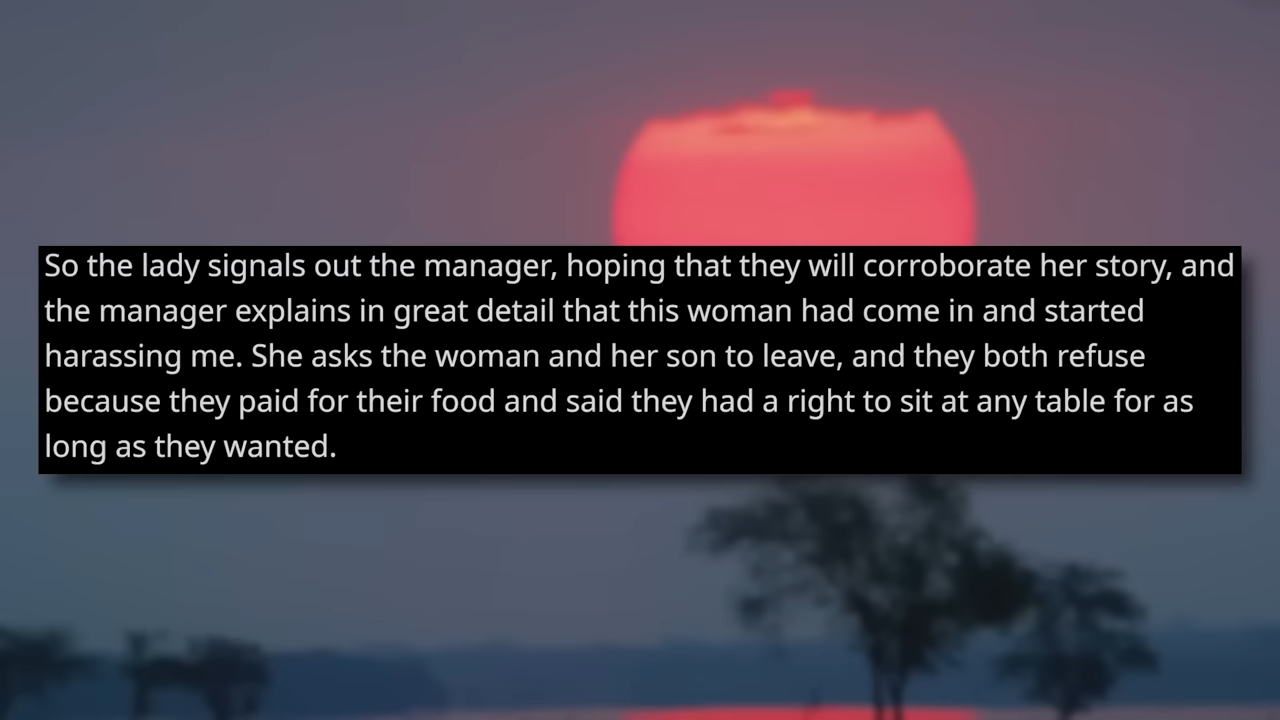 So the lady signals out the manager, hoping that they will corroborate her story, and
the manager explains in great detail that this woman had come in and started
harassing me. She asks the woman and her son to leave, and they both refuse
because they paid for their food and said they had a right to sit at any table for as
long as they wanted.